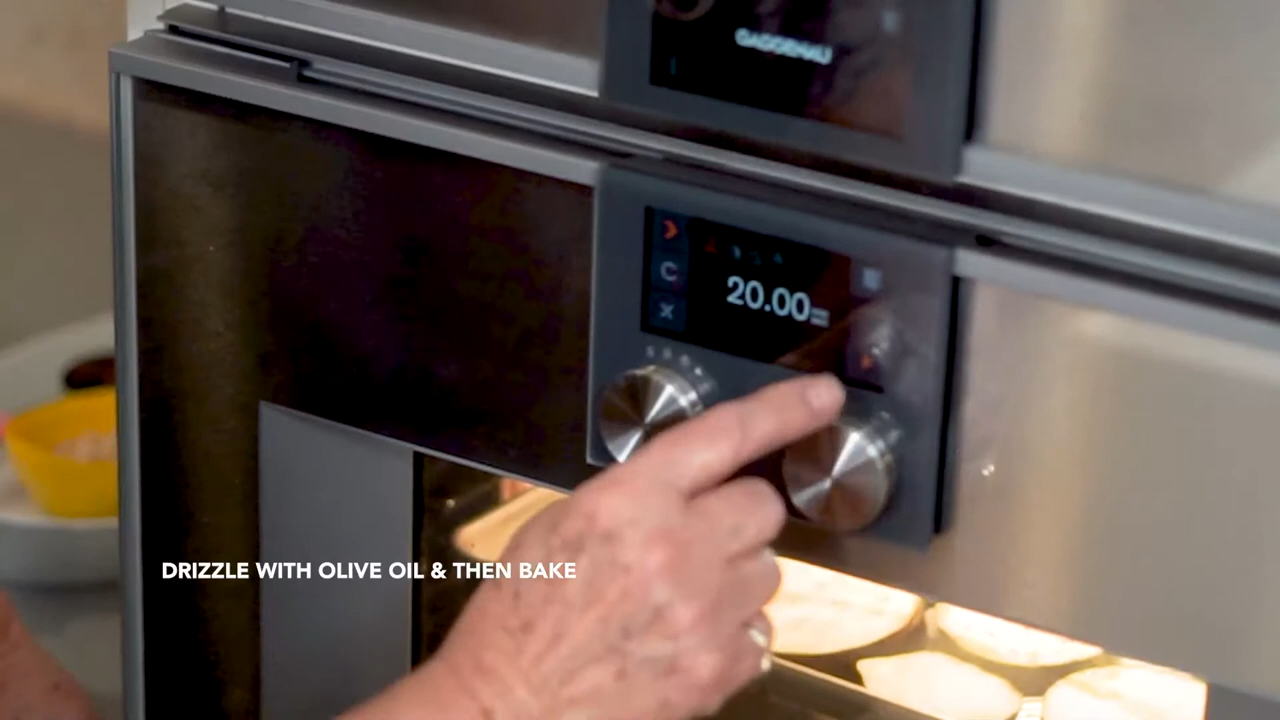 GAGGENAU
C
20.00
X
DRIZZLE WITH OLIVE OIL & THEN BAKE